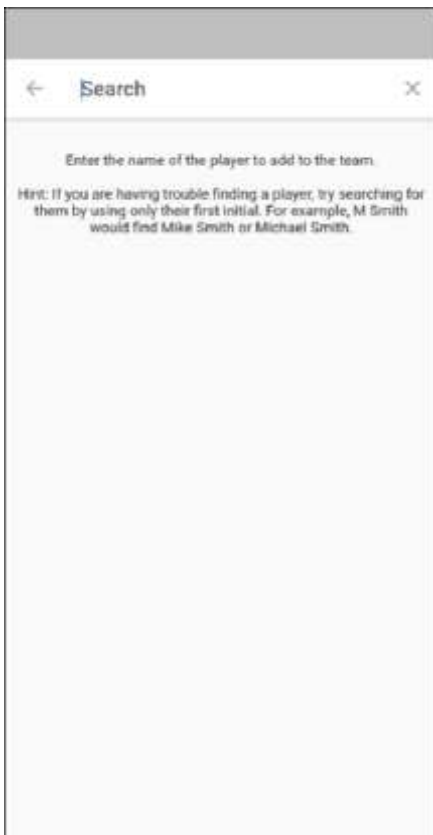 Search
Enter the name of the player to add to the team.
Hint: If you are having trouble finding a player, try searching for
them by using only their first initial. For example, M Smith
would find Mike Smith or Michael Smith.